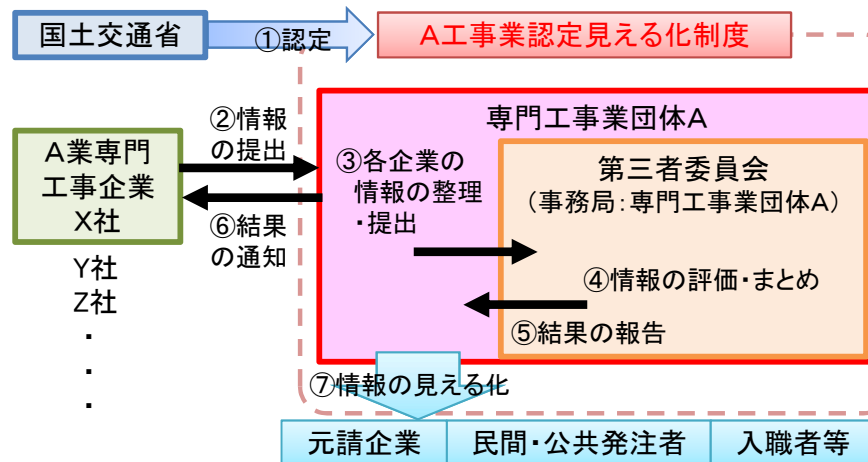 国土交通省
①認定
A工事業認定見える化制度
専門工事業団体A
A業専門
工事企業
X社
Y社
Z社
・
・
・
②情報
の提出
⑥結果
の通知
③各企業の
情報の整理
・提出
第三者委員会
（事務局：専門工事業団体A）
④情報の評価・まとめ
⑤結果の報告
⑦情報の見える化
元請企業
民間・公共発注者
入職者等